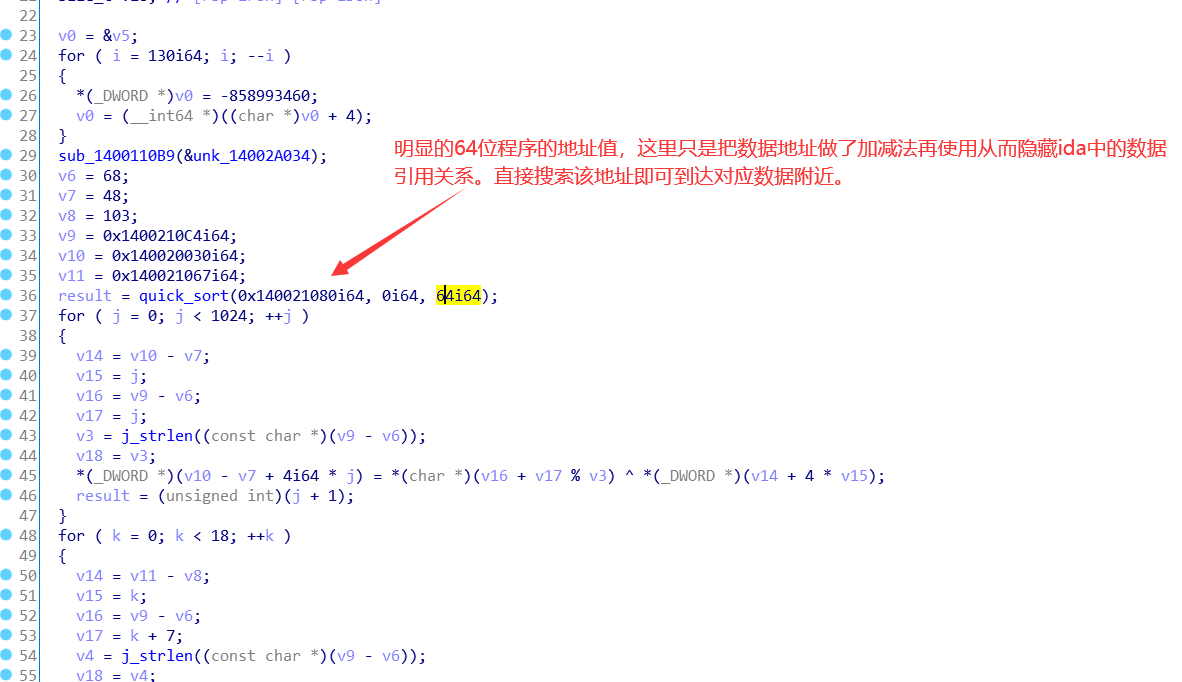 22
23 v0 = &v5;
24 for ( i = 130i64; i; --i )
25 {
26 *(_DWORD *)v0 = -858993460;
27 v0 = (__int64 *)((char *)v0 + 4);
28 }
明显的64位程序的地址值，这里只是把数据地址做了加减法再使用从而隐藏ida中的数据
29 sub_1400110B9(&unk_14002A034);
引用关系。直接搜索该地址即可到达对应数据附近。
30 v6 = 68;
31 v7 = 48;
32 v8 = 103;
33 v9 = 0x1400210C4i64;
34 v10 = 0x140020030i64;
35 v11 = 0x140021067i64;
36 result = quick_sort(0x140021080i64, 0i64, 64i64);
37 for ( j = 0; j < 1024; ++j )
38 {
39 v14 = v10 - v7;
40 v15 = j;
41 v16 = v9 - v6;
42 v17 = j;
43 v3 = j_strlen((const char *)(v9 - v6));
44 v18 = v3;
45 *(_DWORD *)(v10 - v7 + 4i64 * j) = *(char *)(v16 + v17 % v3) ^ *(_DWORD *)(v14 + 4 * v15);
46 result = (unsigned int)(j + 1);
47 }
48 for ( k = 0; k < 18; ++k )
49 {
50 v14 = v11 - v8;
51 v15 = k;
52 v16 = v9 - v6;
53 v17 = k + 7;
54 v4 = j_strlen((const char *)(v9 - v6));
55 v18 = v4;